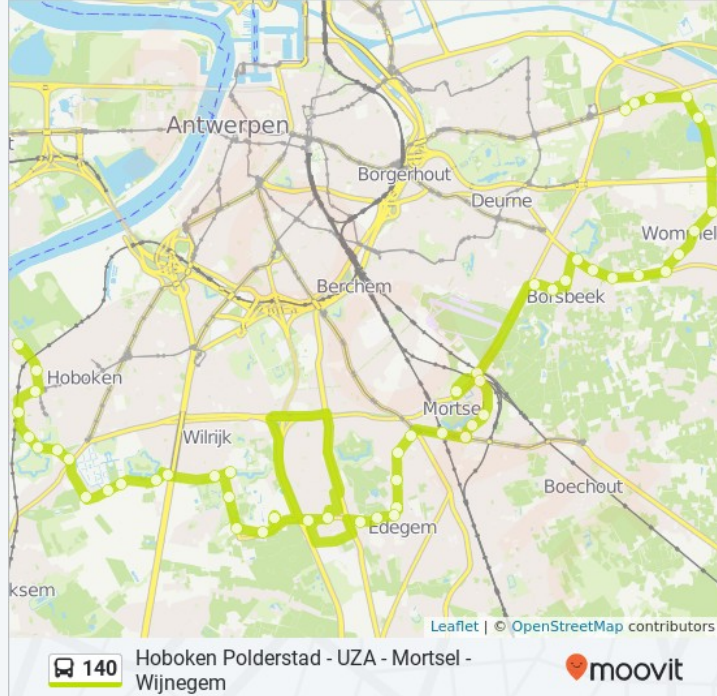 Antwerpen
Borgerhout
Deurne
Wommel
Berchem
Borsbeek
Hoboken
Mortse
Wilrijk
Boechout
Edegem
ksem
t
Leaflet | © OpenStreetMap contributors
140
Hoboken Polderstad - UZA - Mortsel -
Wijnegem
moovit